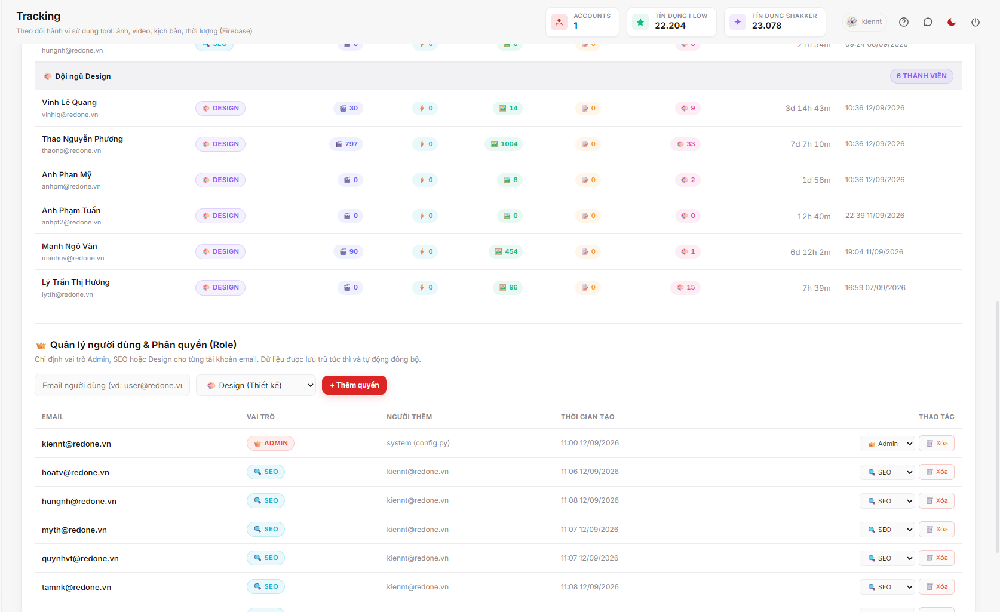 Tracking
Theo dõi hành vi sử dụng tool: ảnh, video, kịch bản, thời lượng (Firebase)
ACCOUNTS
1
TÍN DỤNG FLOW
22.204
TÍN DỤNG SHAKKER
23.078
kiennt
hungnh@redone.vn SEO 0 0 0 0 0 21h 54m 09:24 08/09/2026
Đội ngũ Design 6 THÀNH VIÊN
Vinh Lê Quang
vinhlq@redone.vn
DESIGN 30 0 14 0 9 3d 14h 43m 10:36 12/09/2026
Thảo Nguyễn Phương
thaonp@redone.vn
DESIGN 797 0 1004 0 33 7d 7h 10m 10:36 12/09/2026
Anh Phan Mỹ
anhpm@redone.vn
DESIGN 0 0 8 0 2 1d 56m 10:36 12/09/2026
Anh Phạm Tuấn
anhpt2@redone.vn
DESIGN 0 0 0 0 0 12h 40m 22:39 11/09/2026
Mạnh Ngô Văn
manhnv@redone.vn
DESIGN 90 0 454 0 1 6d 12h 2m 19:04 11/09/2026
Lý Trần Thị Hương
lytth@redone.vn
DESIGN 0 0 96 0 15 7h 39m 16:59 07/09/2026
Quản lý người dùng & Phân quyền (Role)
Chỉ định vai trò Admin, SEO hoặc Design cho từng tài khoản email. Dữ liệu được lưu trữ tức thì và tự động đồng bộ.
Email người dùng (vd: user@redone.vr Design (Thiết kế) + Thêm quyền
EMAIL VAI TRÒ NGƯỜI THÊM THỜI GIAN TẠO THAO TÁC
kiennt@redone.vn ADMIN system (config.py) 11:00 12/09/2026 Admin Xóa
hoatv@redone.vn SEO kiennt@redone.vn 11:06 12/09/2026 SEO Xóa
hungnh@redone.vn SEO kiennt@redone.vn 11:08 12/09/2026 SEO Xóa
myth@redone.vn SEO kiennt@redone.vn 11:07 12/09/2026 SEO Xóa
quynhvt@redone.vn SEO kiennt@redone.vn 11:07 12/09/2026 SEO Xóa
tamnk@redone.vn SEO kiennt@redone.vn 11:08 12/09/2026 SEO Xóa